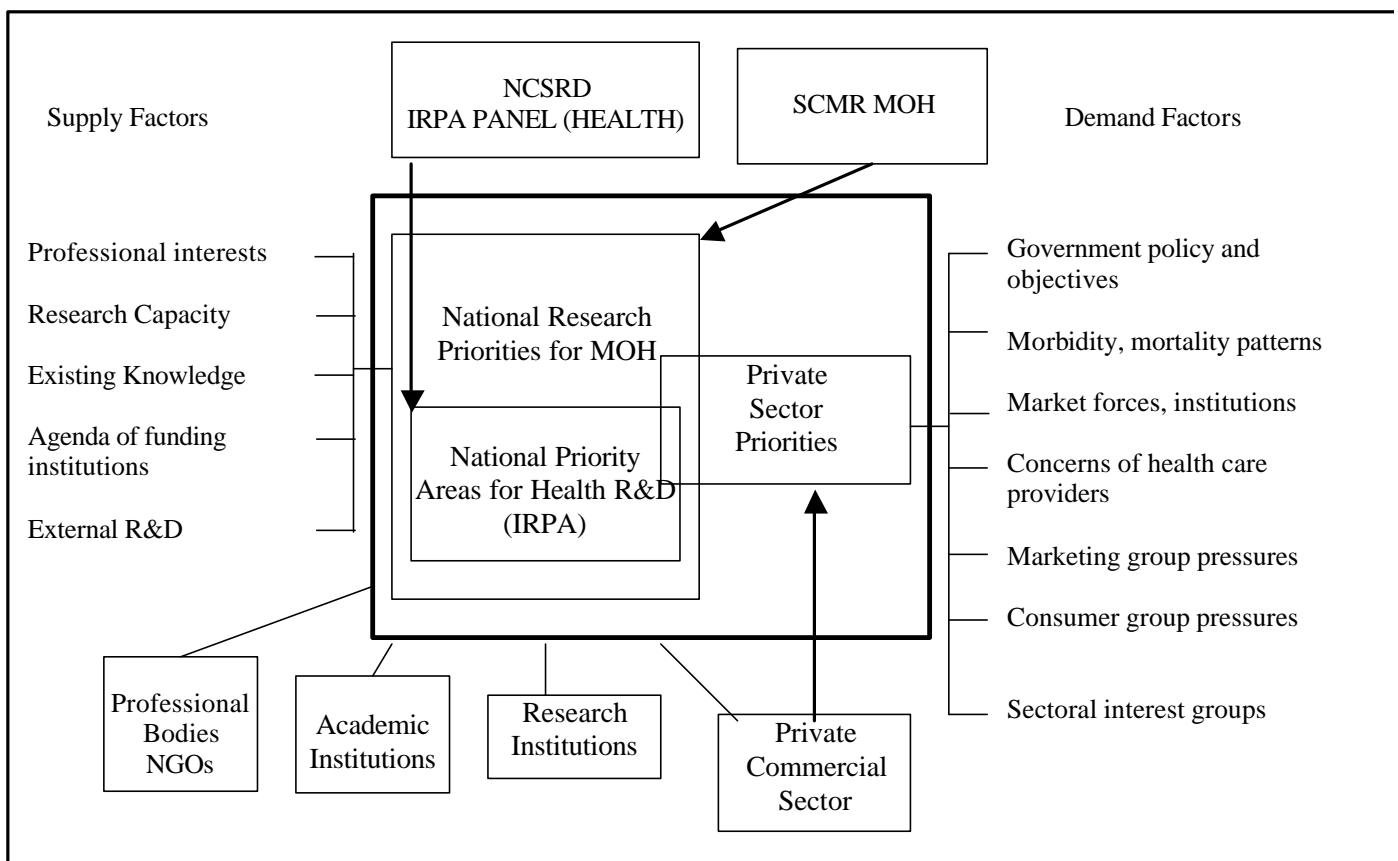 NCSRD
IRPA PANEL (HEALTH)
SCMR MOH
Supply Factors
Demand Factors
Professional interests
Research Capacity
Existing Knowledge
Agenda of funding
institutions
External R&D
National Research
Priorities for MOH
Private
Sector
Priorities
National Priority
Areas for Health R&D
(IRPA)
Government policy and
objectives
Morbidity, mortality patterns
Market forces, institutions
Concerns of health care
providers
Marketing group pressures
Consumer group pressures
Sectoral interest groups
Professional
Bodies
NGOs
Academic
Institutions
Research
Institutions
Private
Commercial
Sector